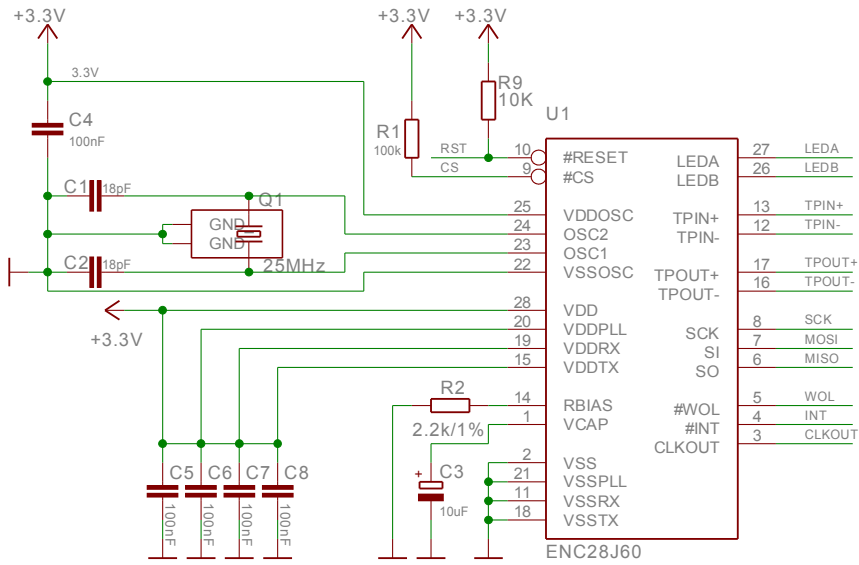 +3.3V
+3.3V
+3.3V
3.3V
C4
100nF
R1
100k
R9
10K
U1
RST
CS
C1
18pF
Q1
GND
GND
25MHz
C2
18pF
+3.3V
R2
2.2k/1%
C3
+
10uF
C5
100nF
C6
100nF
C7
100nF
C8
100nF
10
#RESET
9
#CS
25
VDDOSC
24
OSC2
23
OSC1
22
VSSOSC
28
VDD
20
VDDPLL
19
VDDRX
15
VDDTX
14
RBIAS
1
VCAP
2
VSS
21
VSSPLL
11
VSSRX
18
VSSTX
LEDA
27
LEDA
LEDB
26
LEDB
TPIN+
13
TPIN+
TPIN-
12
TPIN-
TPOUT+
17
TPOUT+
TPOUT-
16
TPOUT-
SCK
8
SCK
SI
7
MOSI
SO
6
MISO
#WOL
5
WOL
#INT
4
INT
CLKOUT
3
CLKOUT
ENC28J60